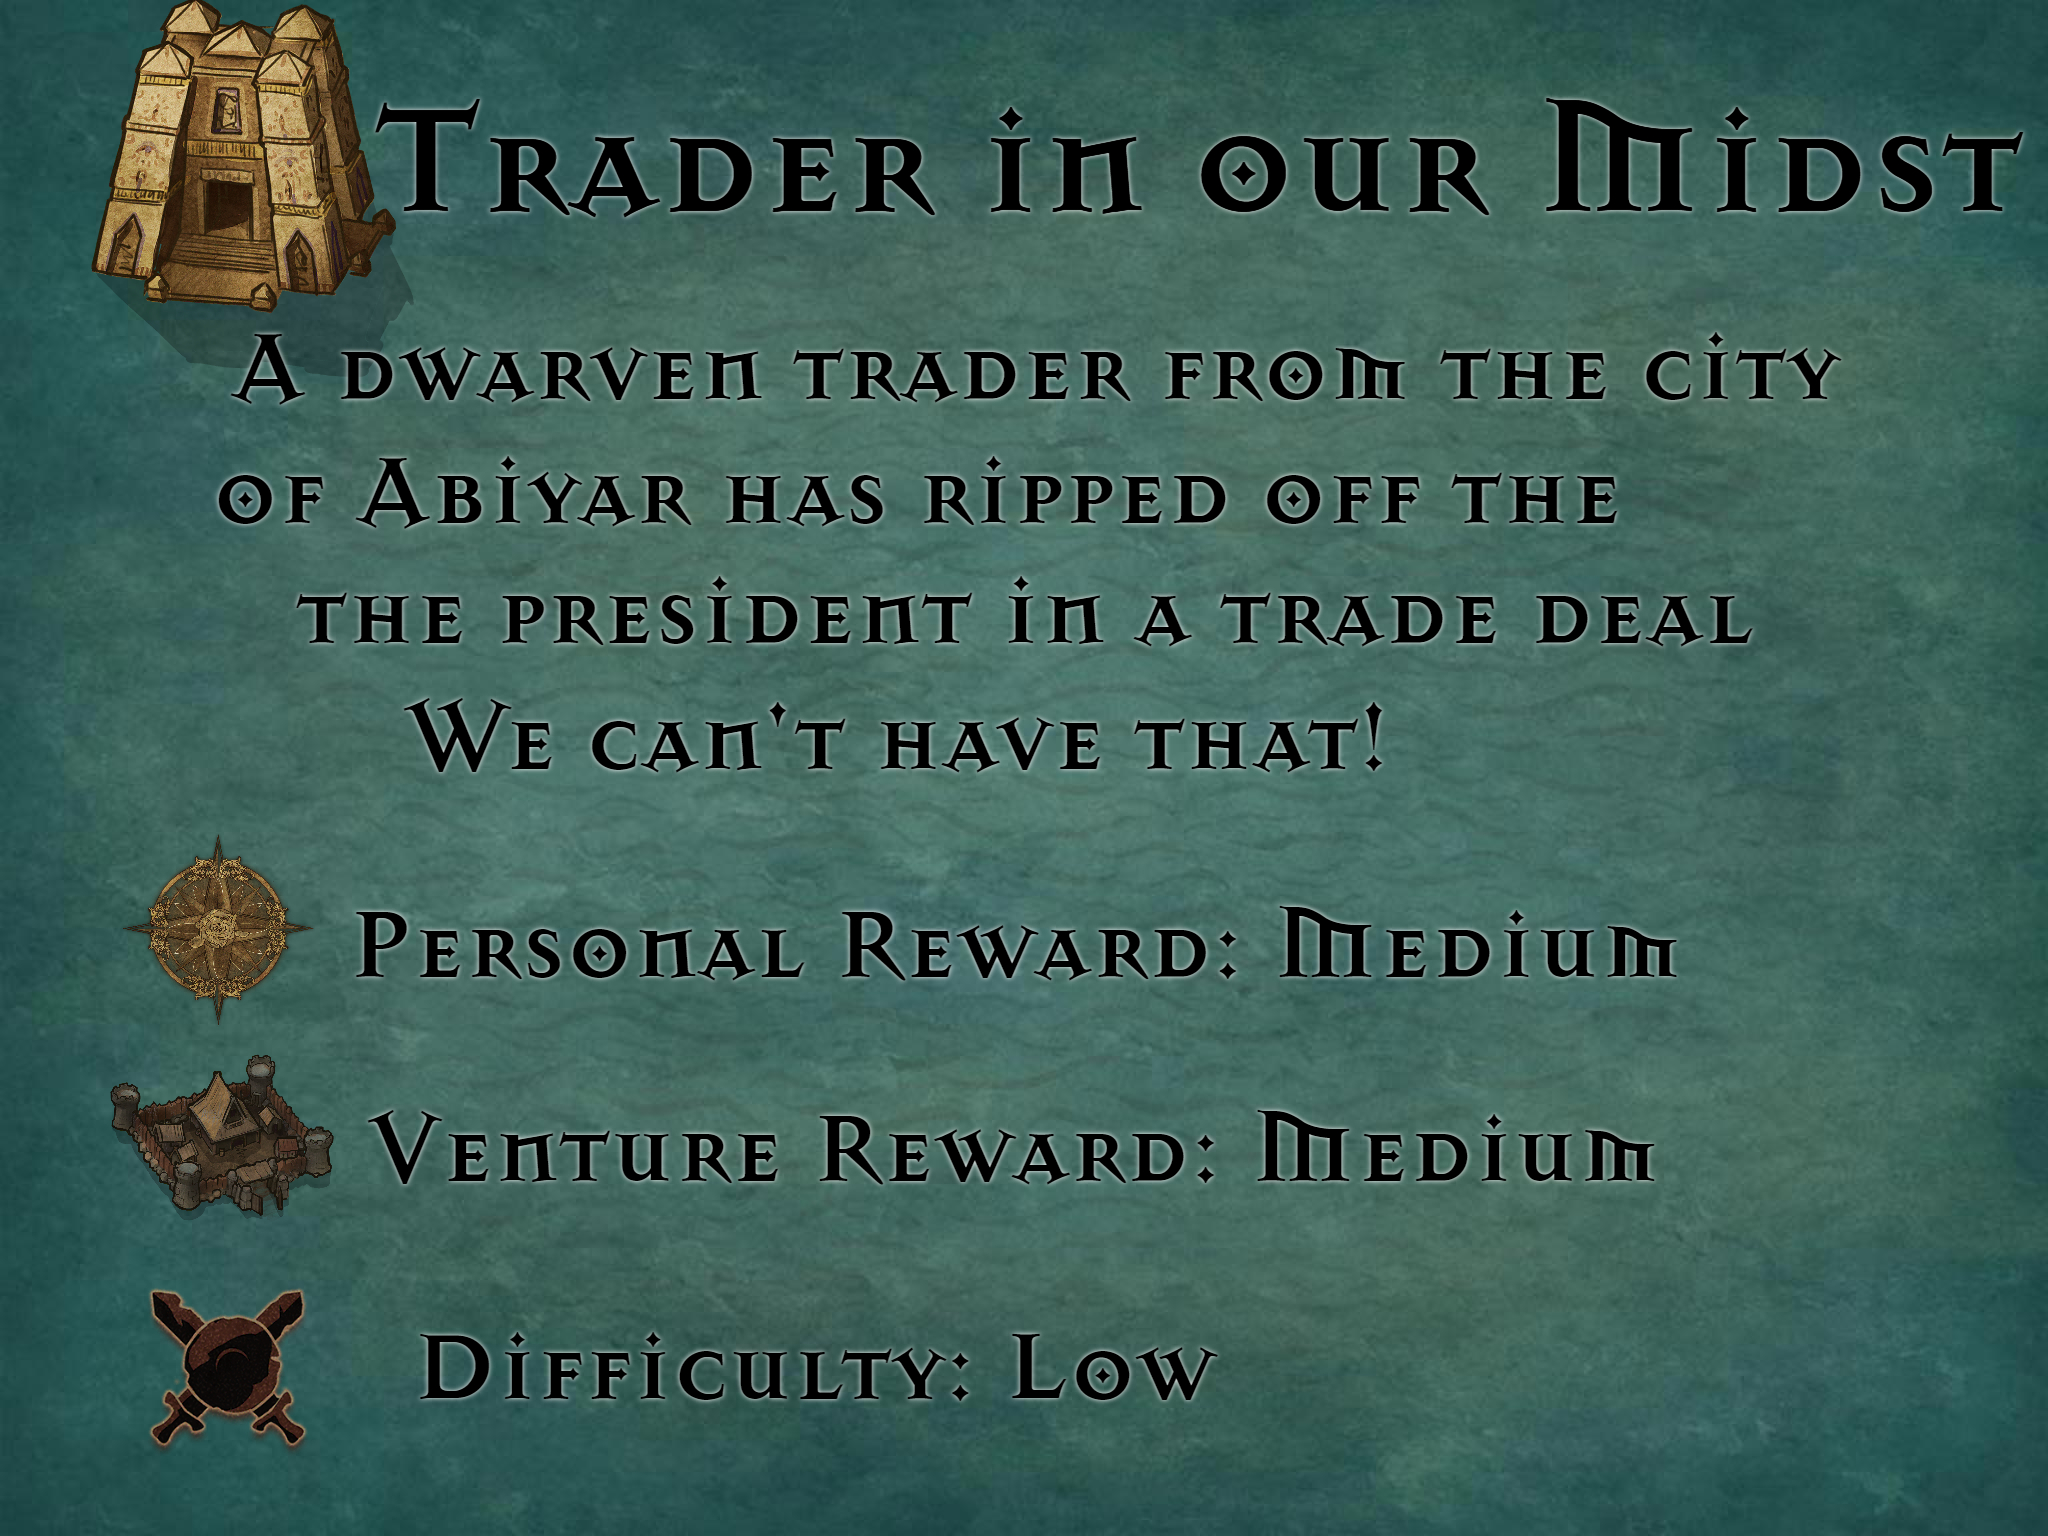 Trader in our Midst
A dwarven trader from the city
of Abiyar has ripped off the
the president in a trade deal
We can't have that!
Personal Reward: Medium
Venture Reward: Medium
Difficulty: Low